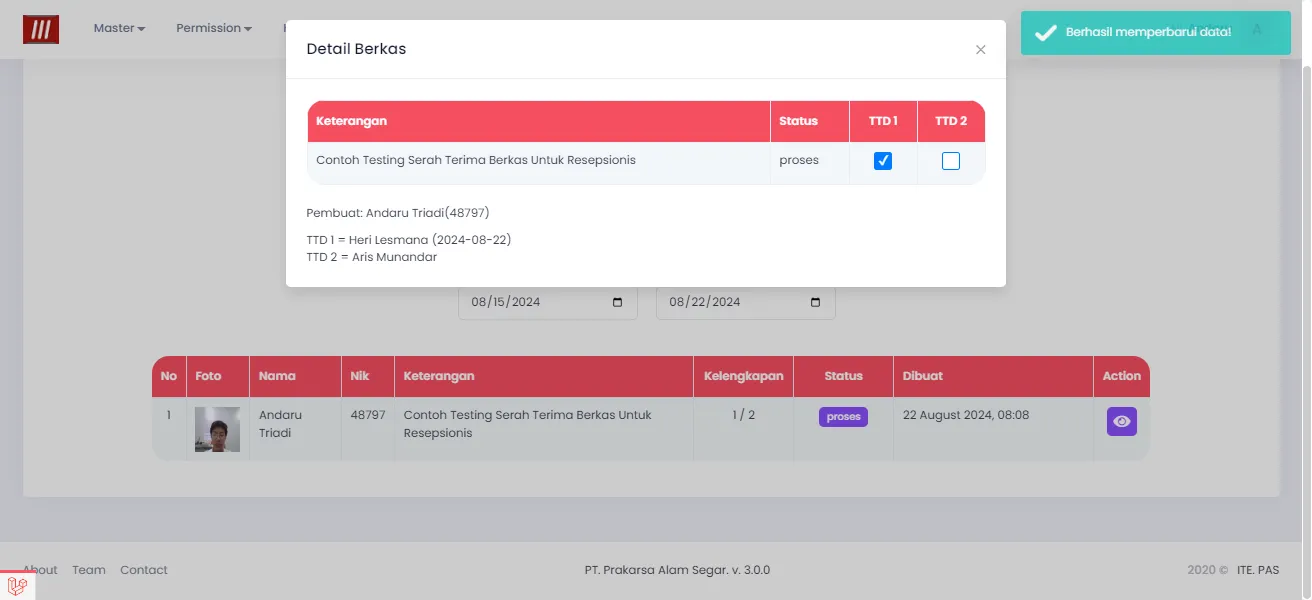 Master
Permission
Detail Berkas
Berhasil memperbarui data!
Keterangan Status TTD 1 TTD 2
Contoh Testing Serah Terima Berkas Untuk Resepsionis proses
Pembuat: Andaru Triadi(48797)
TTD 1 = Heri Lesmana (2024-08-22)
TTD 2 = Aris Munandar
08/15/2024 08/22/2024
No Foto Nama Nik Keterangan Kelengkapan Status Dibuat Action
1 Andaru 48797 Contoh Testing Serah Terima Berkas Untuk 1 / 2 proses 22 August 2024, 08:08
Triadi Resepsionis
About Team Contact PT. Prakarsa Alam Segar. v. 3.0.0 2020 © ITE. PAS